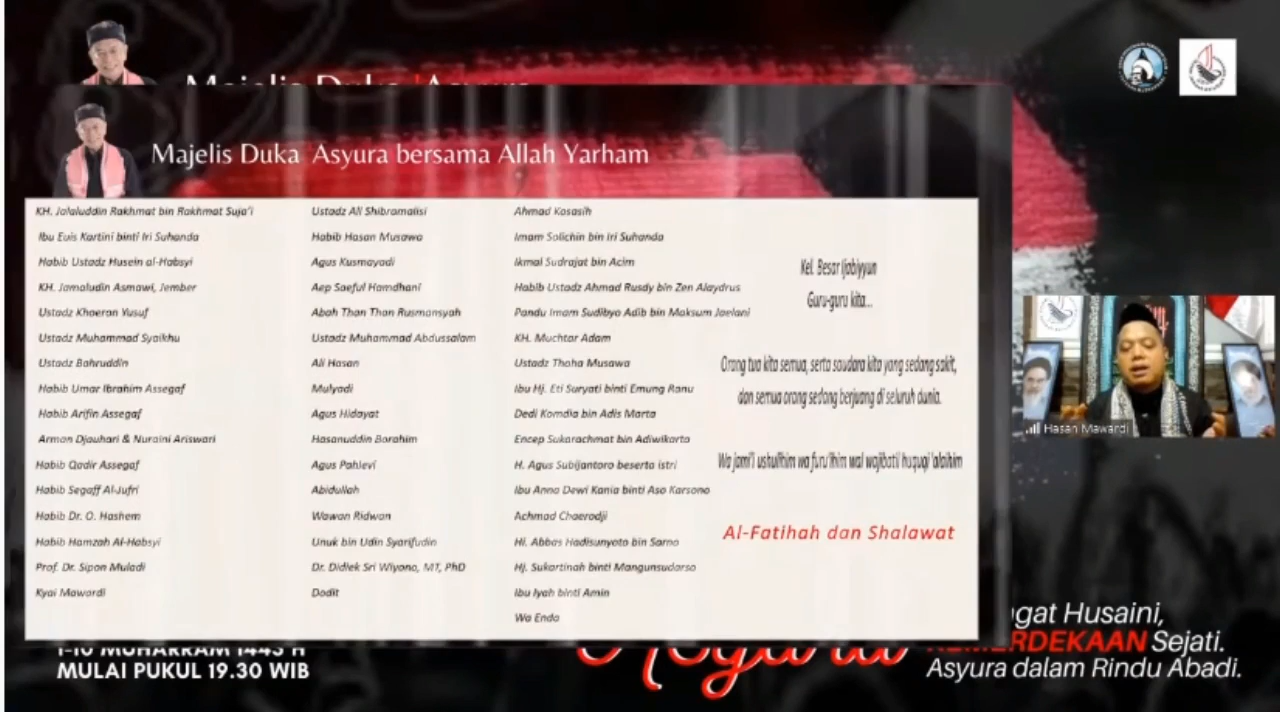 Majelis Duka Asyura
Majelis Duka Asyura bersama Allah Yarham
KH. Jalaluddin Rakhmat bin Rakhmat Suja'i
Ibu Euis Kartini binti Iri Suhanda
Habib Ustadz Husein al-Habsyi
KH. Jamaludin Asmawi, Jember
Ustadz Khoeran Yusuf
Ustadz Muhammad Syaikhu
Ustadz Bahruddin
Habib Umar Ibrahim Assegaf
Habib Arifin Assegaf
Arman Djauhari & Nuraini Ariswari
Habib Qadir Assegaf
Habib Segaff Al-Jufri
Habib Dr. O. Hashem
Habib Hamzah Al-Habsyi
Prof. Dr. Sipon Muladi
Kyai Mawardi
Ustadz Ali Shibramalisi
Habib Hasan Musawa
Agus Kusmayadi
Aep Saeful Hamdhani
Abah Than Than Rusmansyah
Ustadz Muhammad Abdussalam
Ali Hasan
Mulyadi
Agus Hidayat
Hasanuddin Borahim
Agus Pahlevi
Abidullah
Wawan Ridwan
Unuk bin Udin Syarifudin
Dr. Didiek Sri Wiyono, MT, PhD
Dodit
Ahmad Kosasih
Imam Solichin bin Iri Suhanda
Ikmal Sudrajat bin Acim
Habib Ustadz Ahmad Rusdy bin Zen Alaydrus
Pandu Imam Sudibyo Adib bin Maksum Jaelani
KH. Muchtar Adam
Ustadz Thoha Musawa
Ibu Hj. Eti Suryati binti Emung Ranu
Dedi Komdia bin Adis Marta
Encep Sukarachmat bin Adiwikarta
H. Agus Subijantoro beserta istri
Ibu Anna Dewi Kania binti Aso Karsono
Achmad Chaerodji
Hi. Abbas Hadisunyoto bin Sarno
Hj. Sukartinah binti Mangunsudarso
Ibu Iyah binti Amin
Wa Enda
Kel. Besar Ijabiyyun
Guru-guru kita...
Orang tua kita semua, serta saudara kita yang sedang sakit,
dan semua orang sedang berjuang di seluruh dunia.
Wa jami'i ushulihim wa furu'ihim wal wajibati huquqi 'alaihim
Al-Fatihah dan Shalawat
Hasan Mawardi
1-10 MUHARRAM 1443 H
MULAI PUKUL 19.30 WIB
Asyura
gat Husaini,
MERDEKAAN Sejati.
Asyura dalam Rindu Abadi.